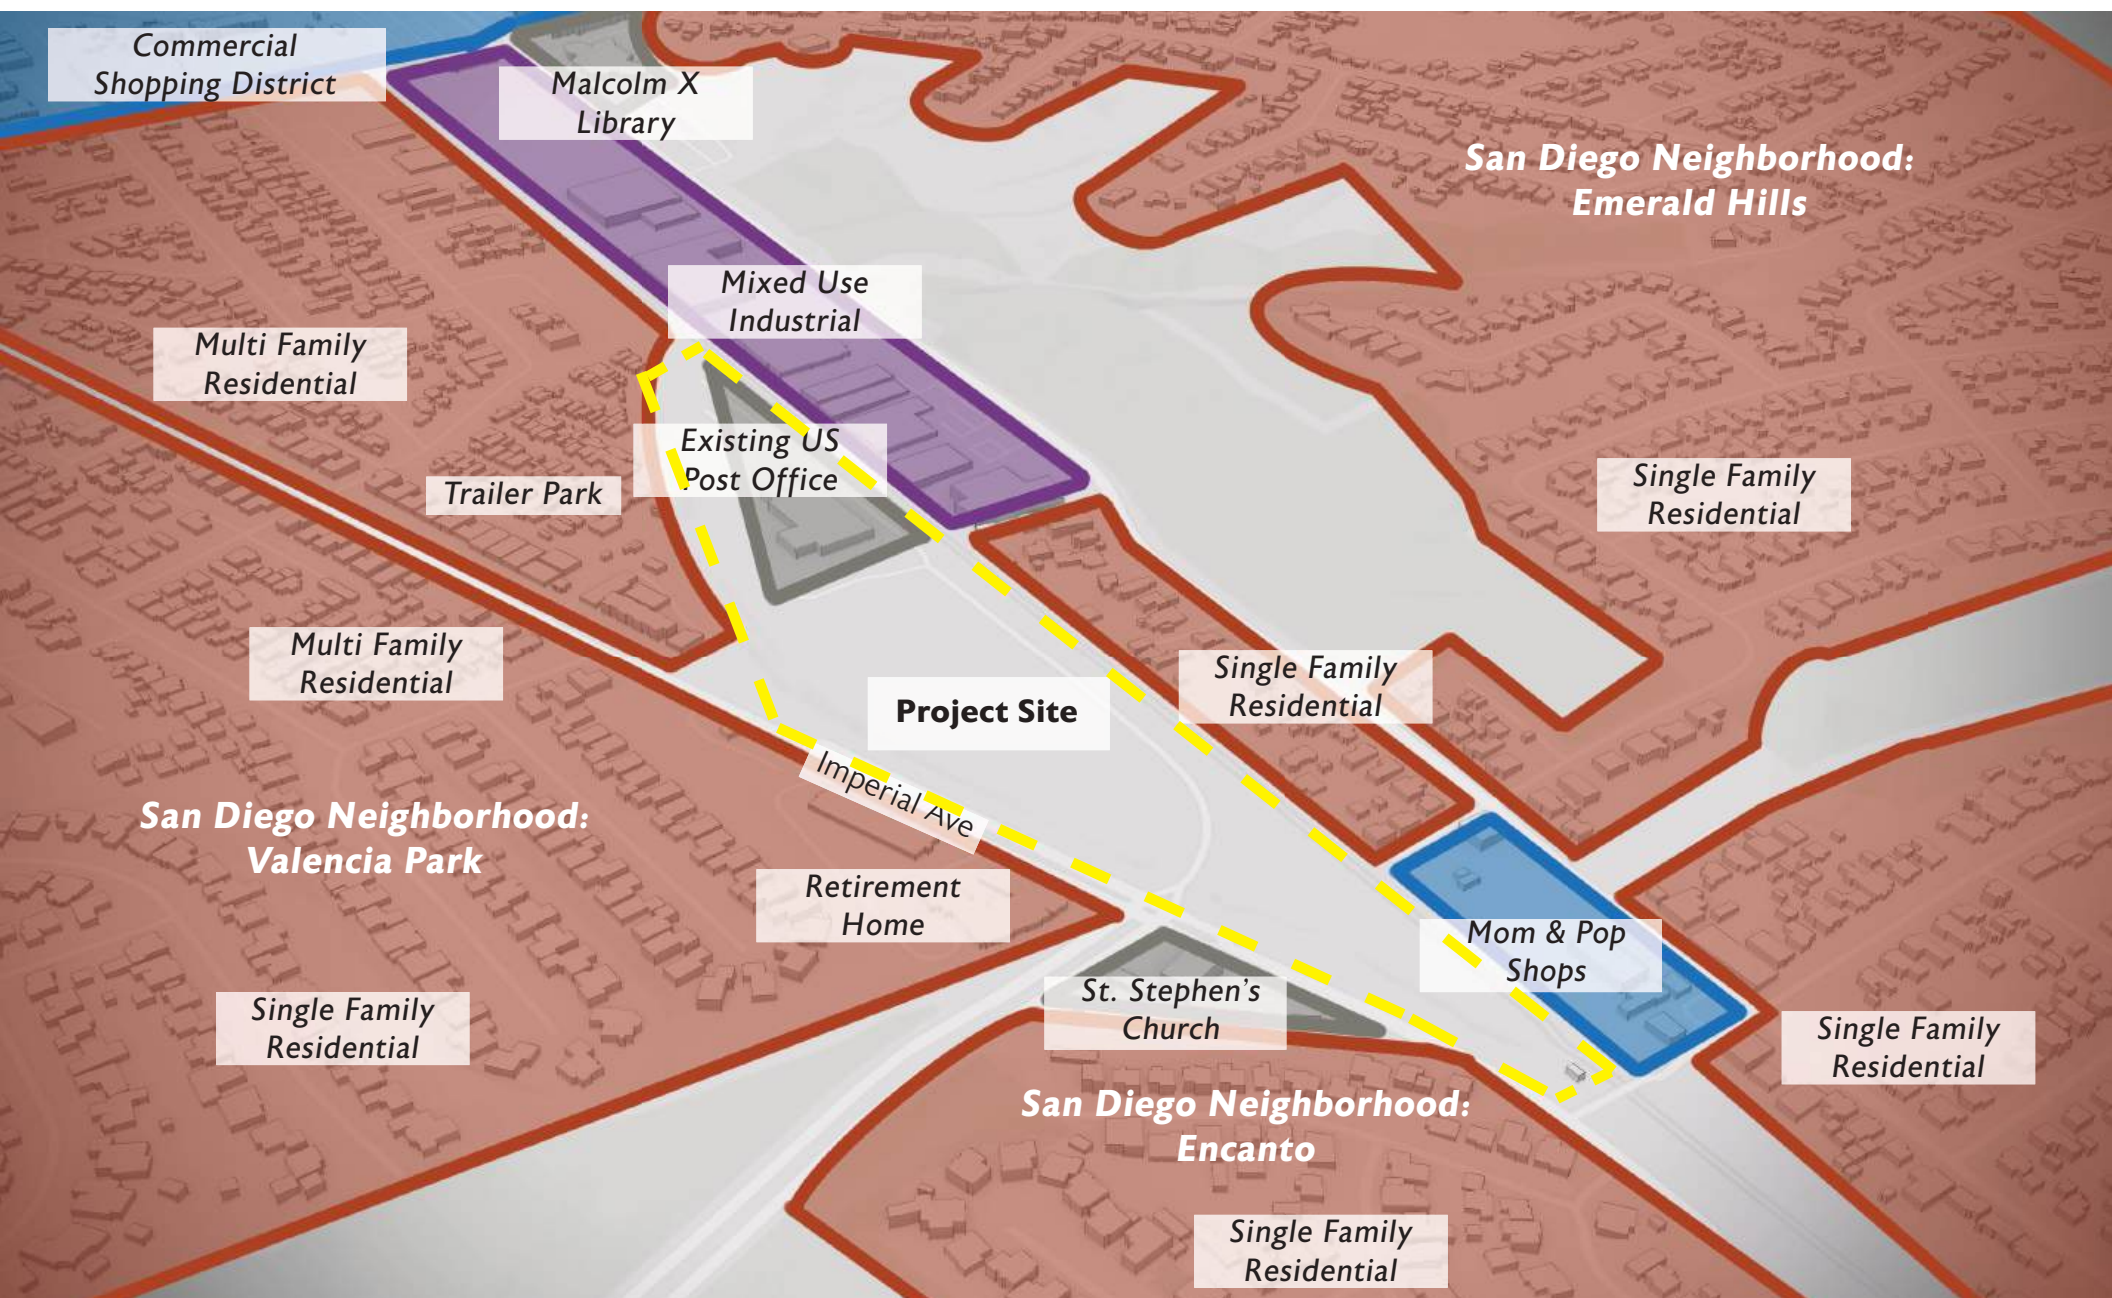 Commercial
Shopping District
Malcolm X
Library
San Diego Neighborhood:
Emerald Hills
Mixed Use
Industrial
Multi Family
Residential
Existing US
Post Office
Trailer Park
Single Family
Residential
Multi Family
Residential
Single Family
Residential
Project Site
Imperial Ave
San Diego Neighborhood:
Valencia Park
Retirement
Home
Mom & Pop
Shops
St. Stephen's
Church
Single Family
Residential
Single Family
Residential
San Diego Neighborhood:
Encanto
Single Family
Residential